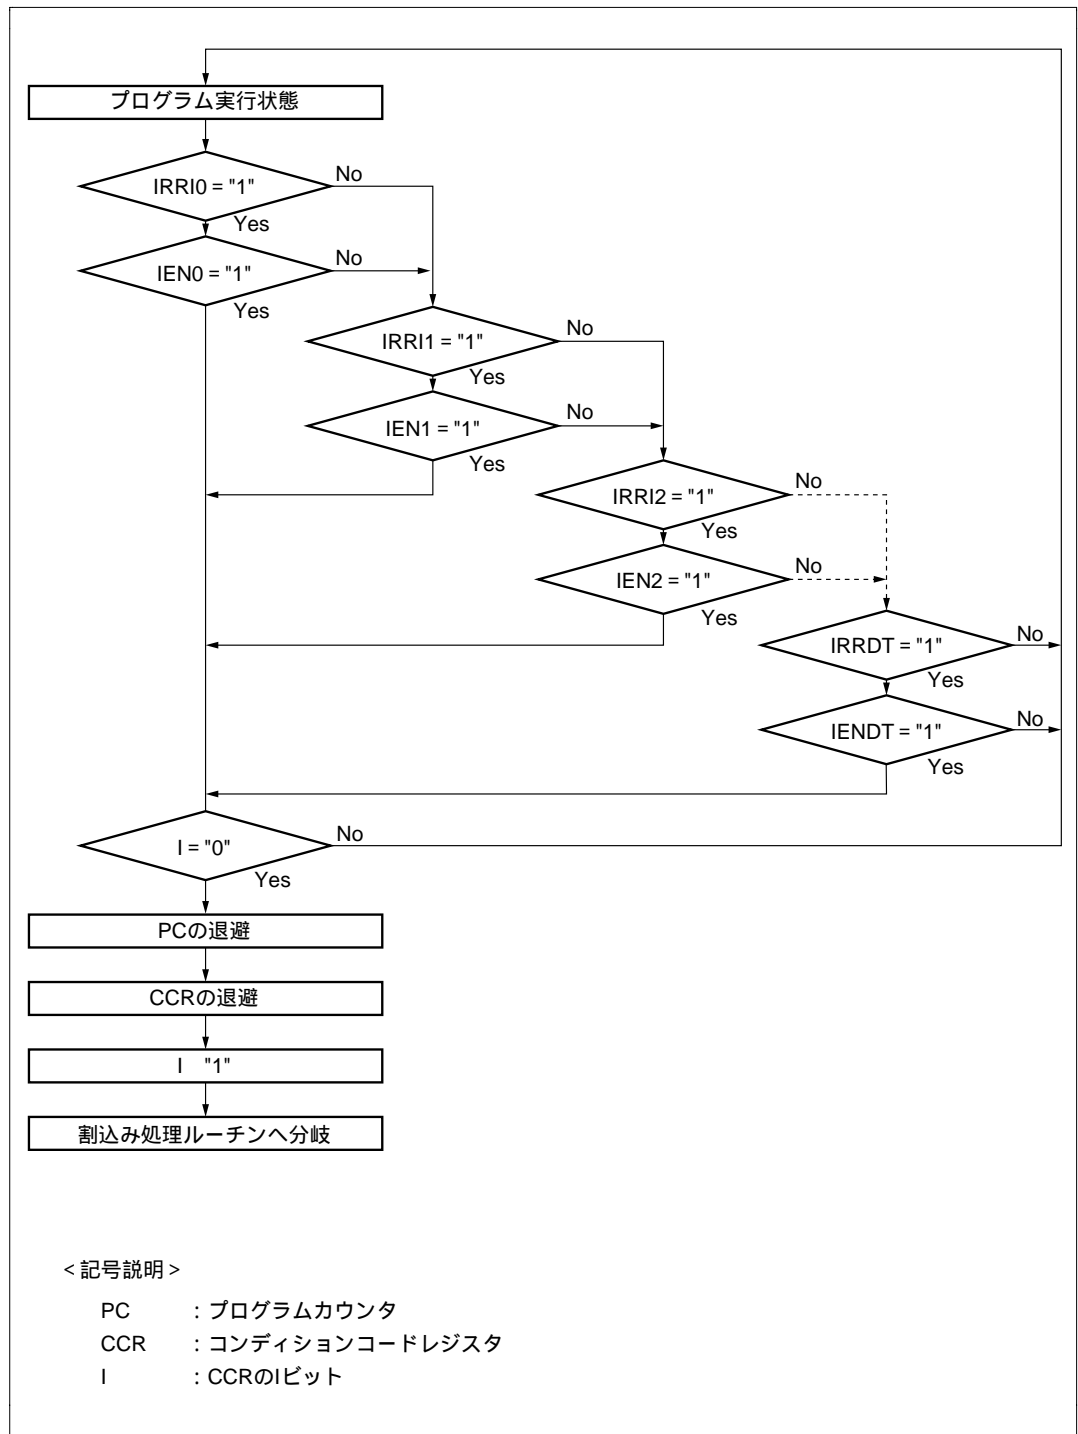 プログラム実行状態
IRRI0 = "1"
No
Yes
IEN0 = "1"
No
Yes
IRRI1 = "1"
No
Yes
IEN1 = "1"
No
Yes
IRRI2 = "1"
No
Yes
IEN2 = "1"
No
Yes
IRRDT = "1"
No
Yes
IENDT = "1"
No
Yes
I = "0"
No
Yes
PCの退避
CCRの退避
I "1"
割込み処理ルーチンへ分岐
<記号説明>
PC : プログラムカウンタ
CCR : コンディションコードレジスタ
I : CCRのIビット